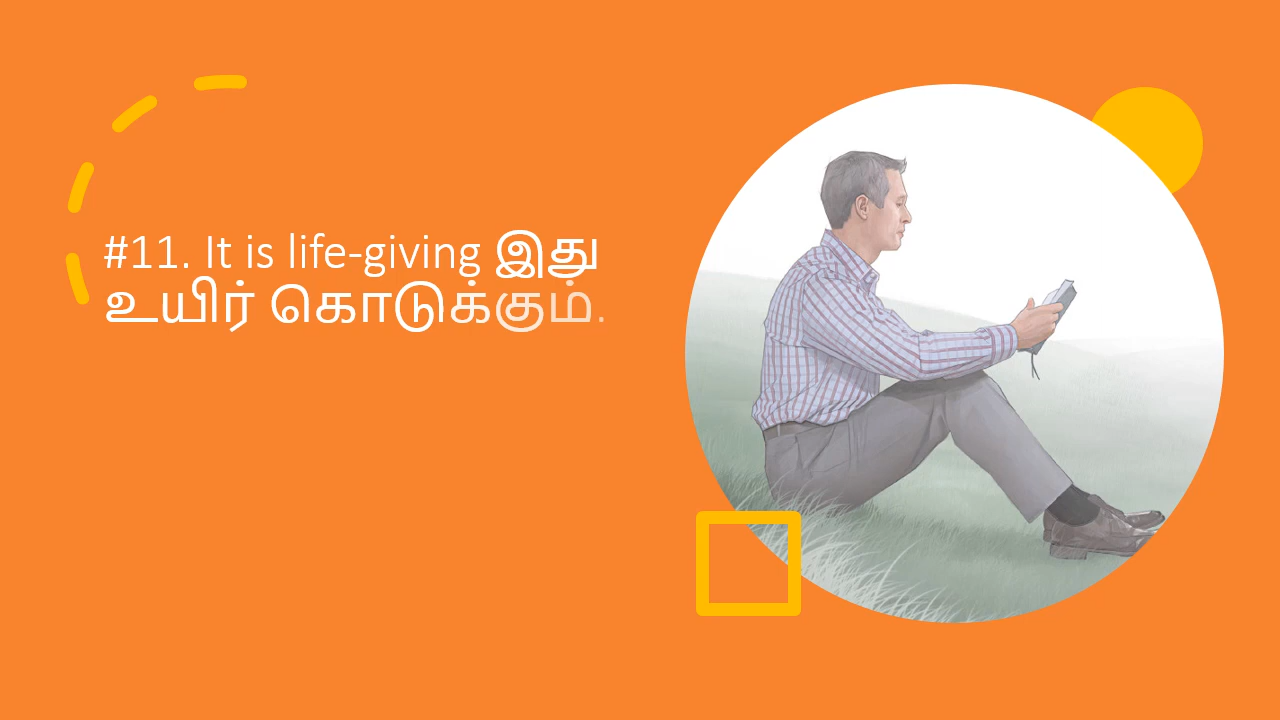 #11. It is life-giving இது
உயிர் கொடுக்கும்.